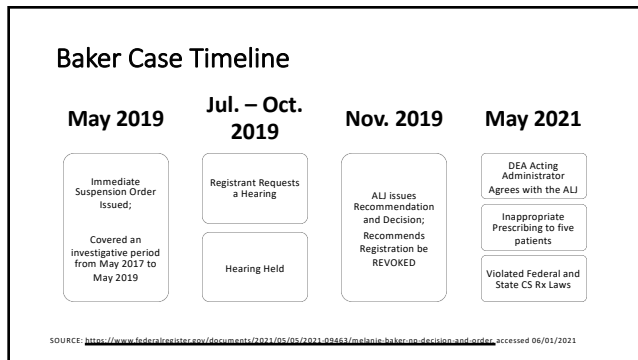 Baker Case Timeline
May 2019
Immediate
Suspension Order
Issued;
Covered an
investigative period
from May 2017 to
May 2019
Jul. – Oct.
2019
Registrant Requests
a Hearing
Hearing Held
Nov. 2019
ALJ issues
Recommendation
and Decision;
Recommends
Registration be
REVOKED
May 2021
DEA Acting
Administrator
Agrees with the ALJ
Inappropriate
Prescribing to five
patients
Violated Federal and
State CS Rx Laws
SOURCE: https://www.federalregister.gov/documents/2021/05/05/2021-09463/melanie-baker-np-decision-and-order, accessed 06/01/2021